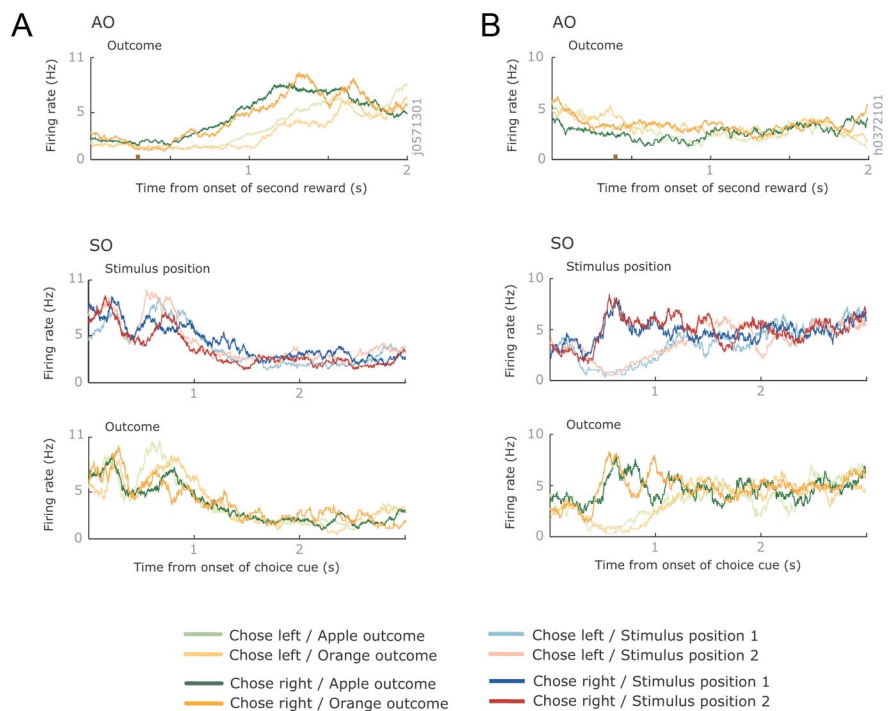 A
AO
Outcome
11
5
0
Firing rate (Hz)
1
2
Time from onset of second reward (s)
j0571301
SO
Stimulus position
11
5
0
Firing rate (Hz)
1
2
Outcome
11
5
0
Firing rate (Hz)
1
2
Time from onset of choice cue (s)
B
AO
Outcome
10
5
0
Firing rate (Hz)
1
2
Time from onset of second reward (s)
h0372101
SO
Stimulus position
10
5
0
Firing rate (Hz)
1
2
Outcome
10
5
0
Firing rate (Hz)
1
2
Time from onset of choice cue (s)
Chose left / Apple outcome
Chose left / Orange outcome
Chose right / Apple outcome
Chose right / Orange outcome
Chose left / Stimulus position 1
Chose left / Stimulus position 2
Chose right / Stimulus position 1
Chose right / Stimulus position 2